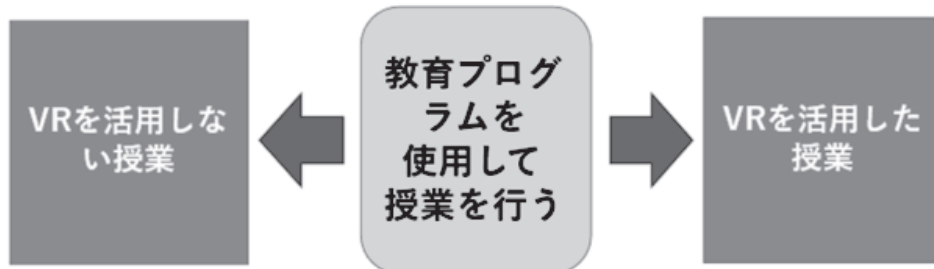 VRを活用しな
い授業
教育プログ
ラムを
使用して
授業を行う
VRを活用した
授業